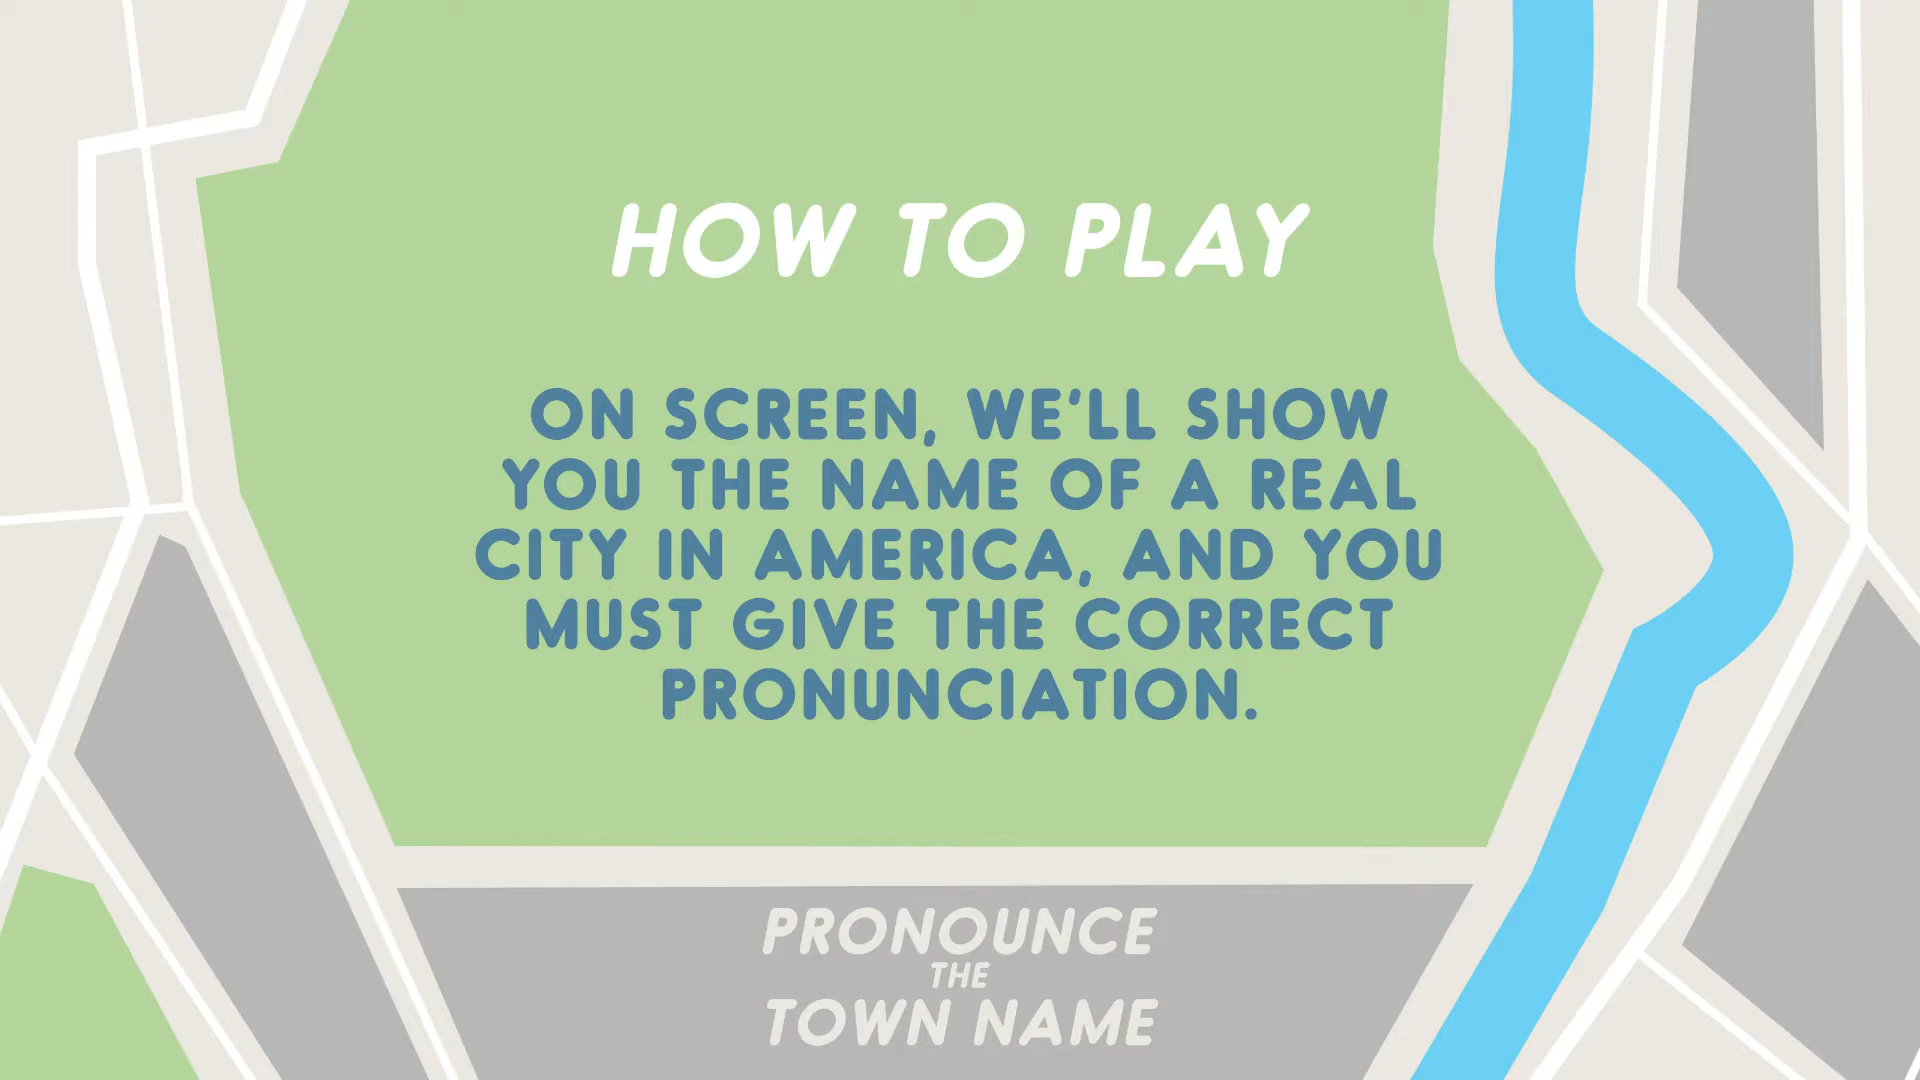 HOW TO PLAY
ON SCREEN, WE'LL SHOW
YOU THE NAME OF A REAL
CITY IN AMERICA, AND YOU
MUST GIVE THE CORRECT
PRONUNCIATION.
PRONOUNCE
THE
TOWN NAME